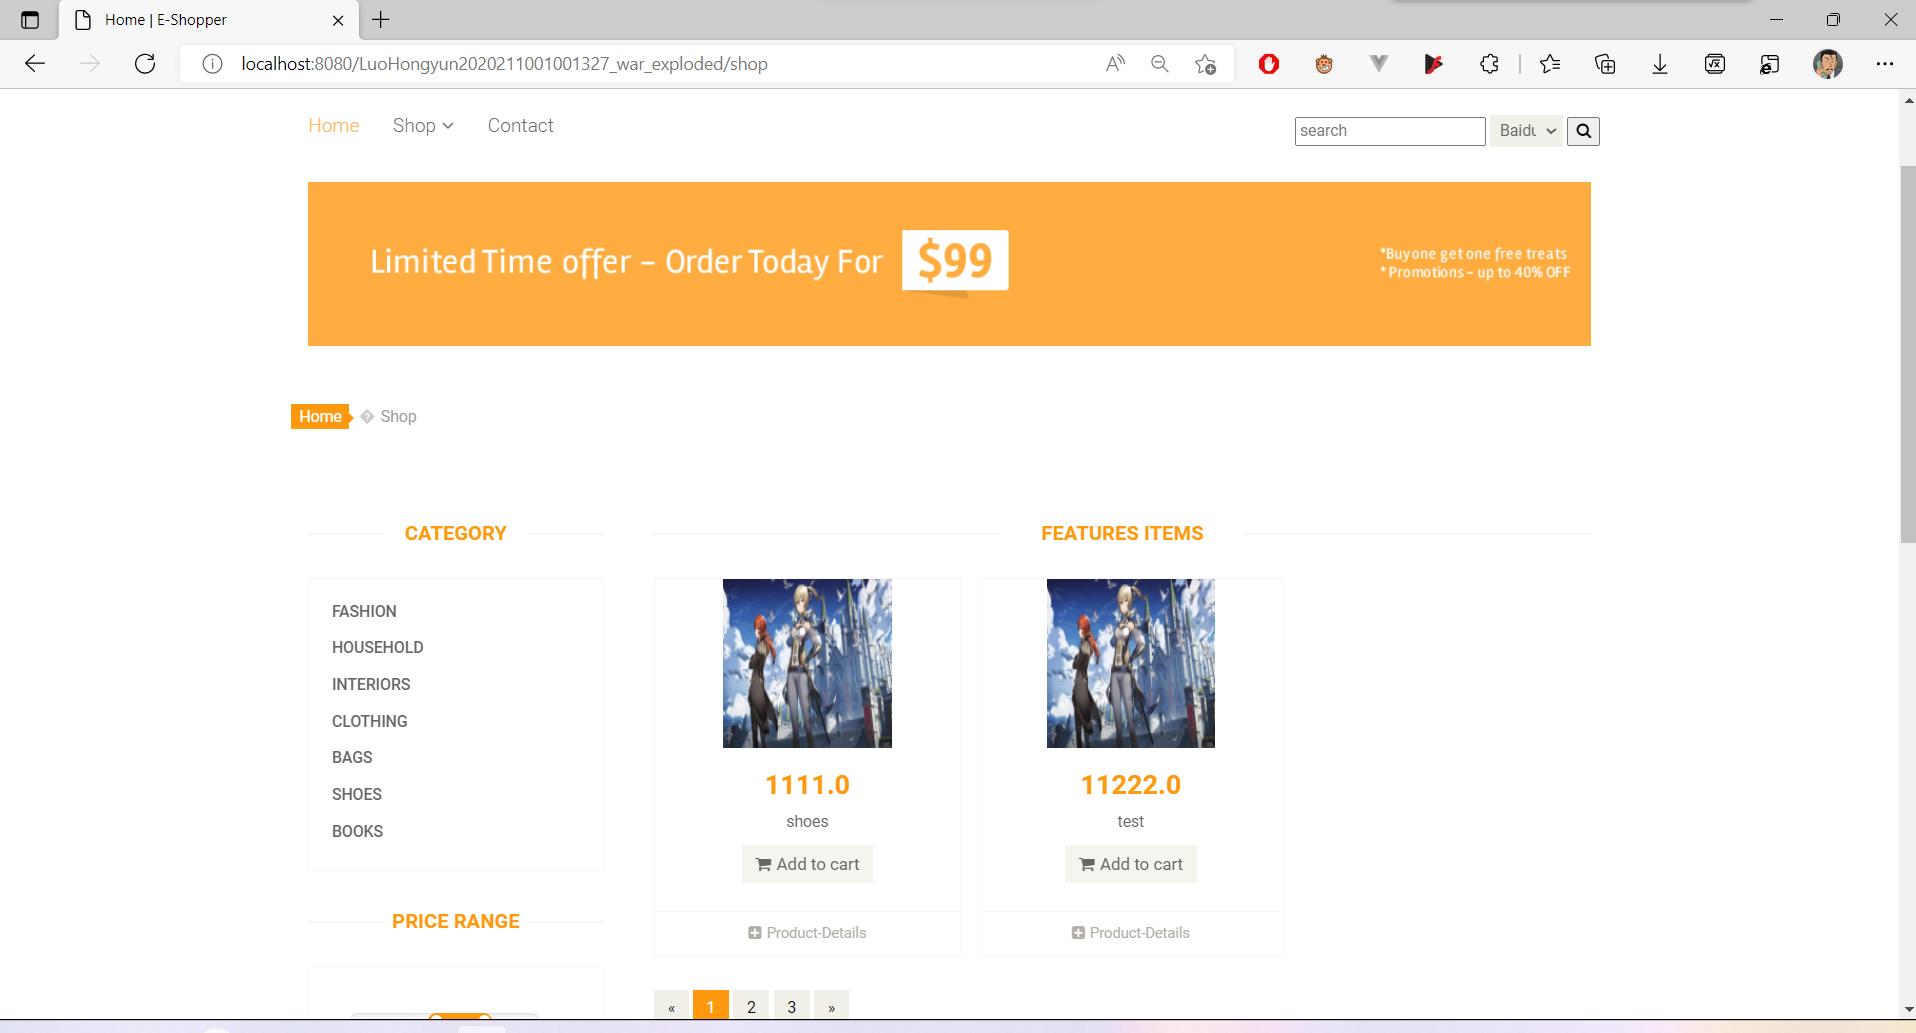 Home | E-Shopper
localhost:8080/LuoHongyun2020211001001327_war_exploded/shop
Home
Shop
Contact
search
Baidu
Limited Time offer – Order Today For $99
*Buy one get one free treats
*Promotions – up to 40% OFF
Home
� Shop
CATEGORY
FEATURES ITEMS
FASHION
HOUSEHOLD
INTERIORS
CLOTHING
BAGS
SHOES
BOOKS
1111.0
shoes
Add to cart
Product-Details
11222.0
test
Add to cart
Product-Details
PRICE RANGE
« 1 2 3 »